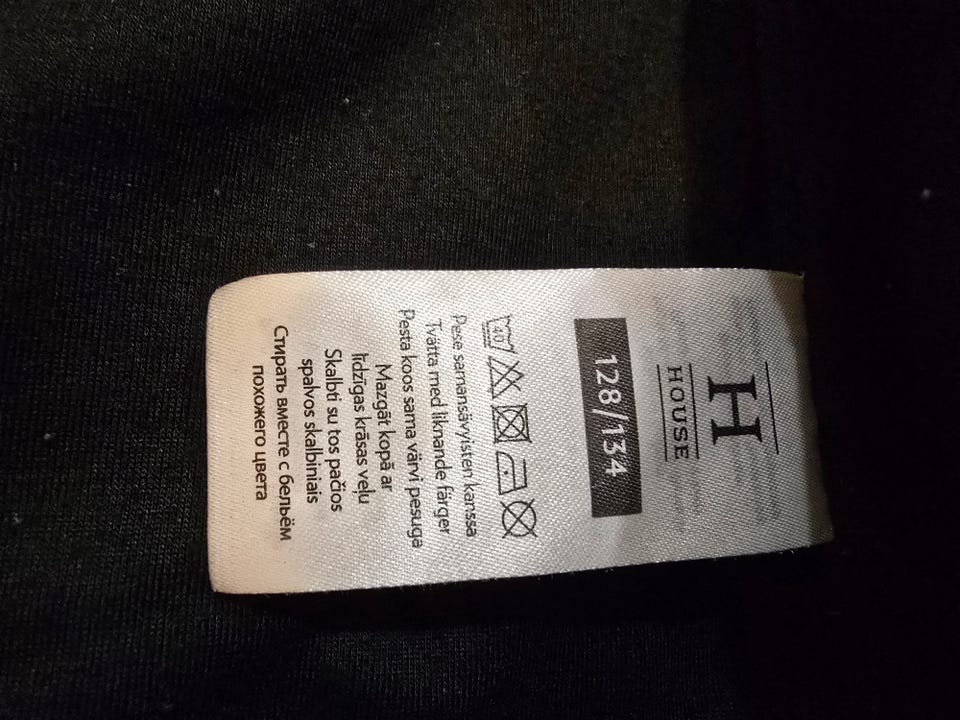 H
HOUSE
128/134
40
Pese samansävyisten kanssa
Tvätta med liknande färger
Pesta koos sama värvi pesuga
Mazgāt kopā ar
līdzīgas krāsas veļu
Skalbti su tos pačios
spalvos skalbiniais
Стирать вместе с бельём
похожего цвета